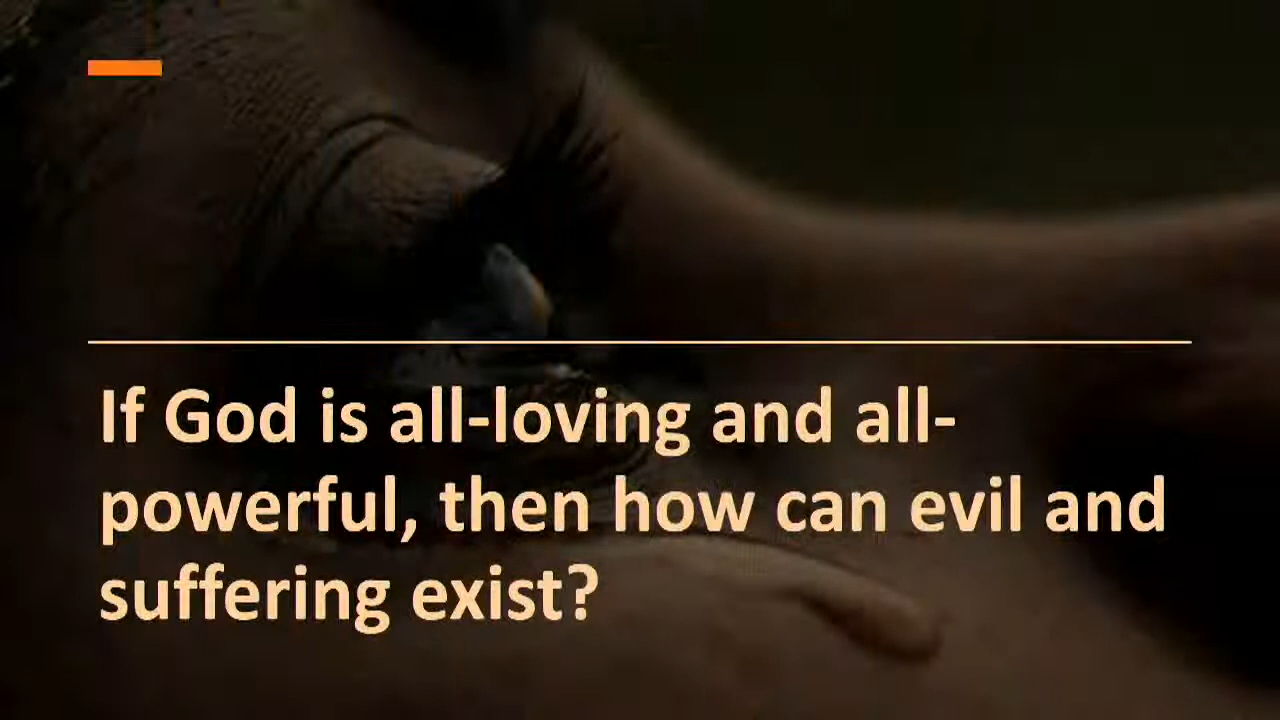 If God is all-loving and all-
powerful, then how can evil and
suffering exist?